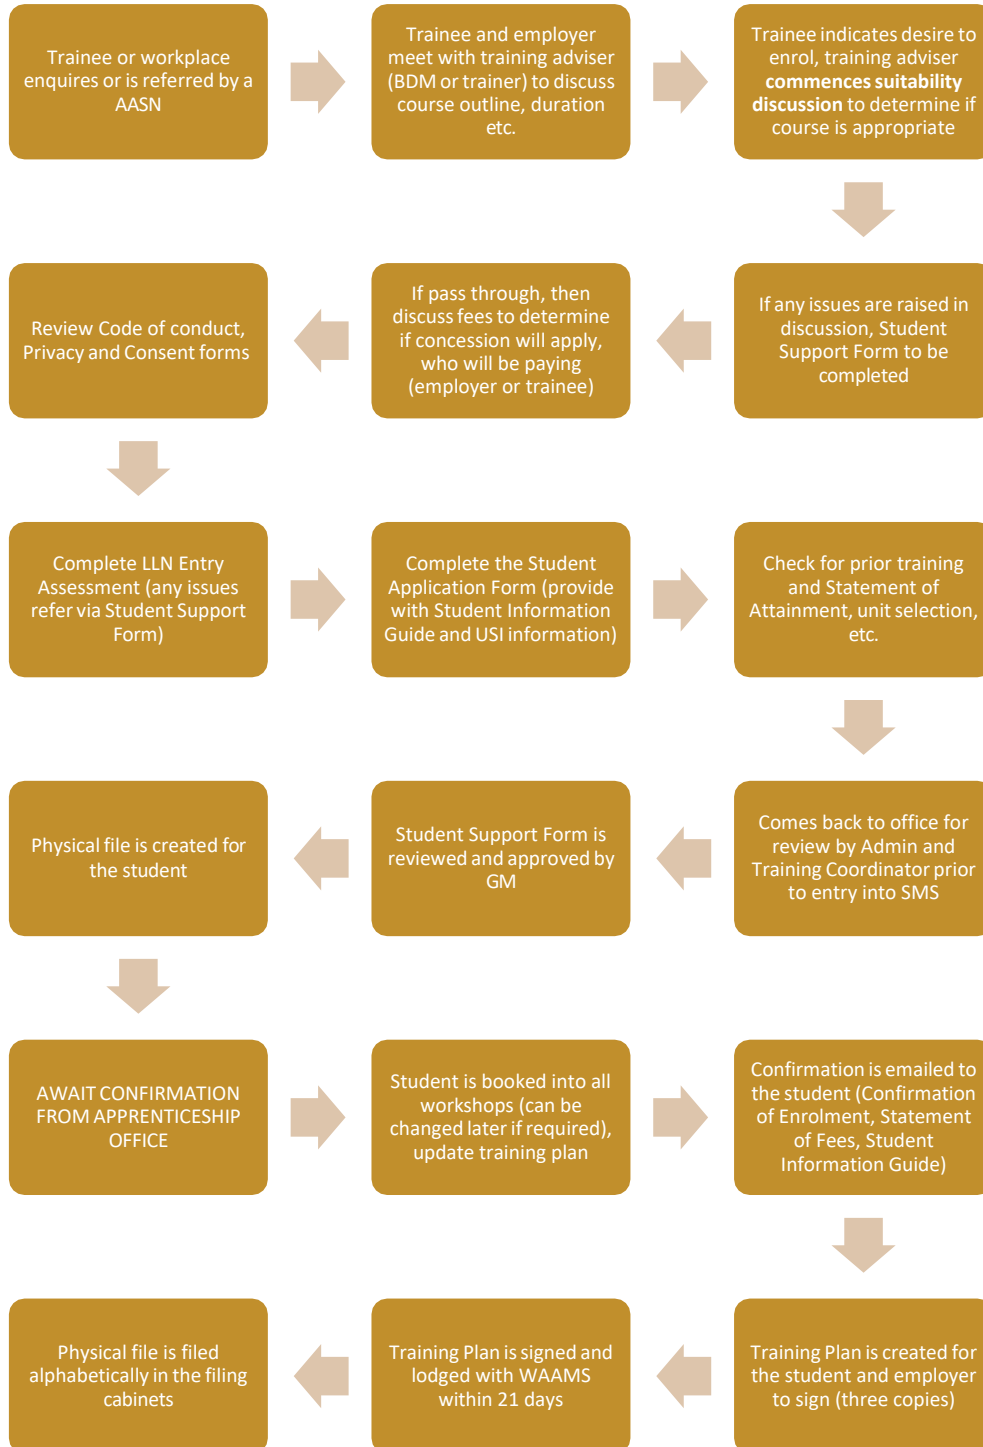 Trainee or workplace
enquires or is referred by a
AASN
Trainee and employer
meet with training adviser
(BDM or trainer) to discuss
course outline, duration
etc.
Trainee indicates desire to
enrol, training adviser
commences suitability
discussion to determine if
course is appropriate
If any issues are raised in
discussion, Student
Support Form to be
completed
If pass through, then
discuss fees to determine
if concession will apply,
who will be paying
(employer or trainee)
Review Code of conduct,
Privacy and Consent forms
Complete LLN Entry
Assessment (any issues
refer via Student Support
Form)
Complete the Student
Application Form (provide
with Student Information
Guide and USI information)
Check for prior training
and Statement of
Attainment, unit selection,
etc.
Comes back to office for
review by Admin and
Training Coordinator prior
to entry into SMS
Student Support Form is
reviewed and approved by
GM
Physical file is created for
the student
AWAIT CONFIRMATION
FROM APPRENTICESHIP
OFFICE
Student is booked into all
workshops (can be
changed later if required),
update training plan
Confirmation is emailed to
the student (Confirmation
of Enrolment, Statement
of Fees, Student
Information Guide)
Training Plan is created for
the student and employer
to sign (three copies)
Training Plan is signed and
lodged with WAAMS
within 21 days
Physical file is filed
alphabetically in the filing
cabinets